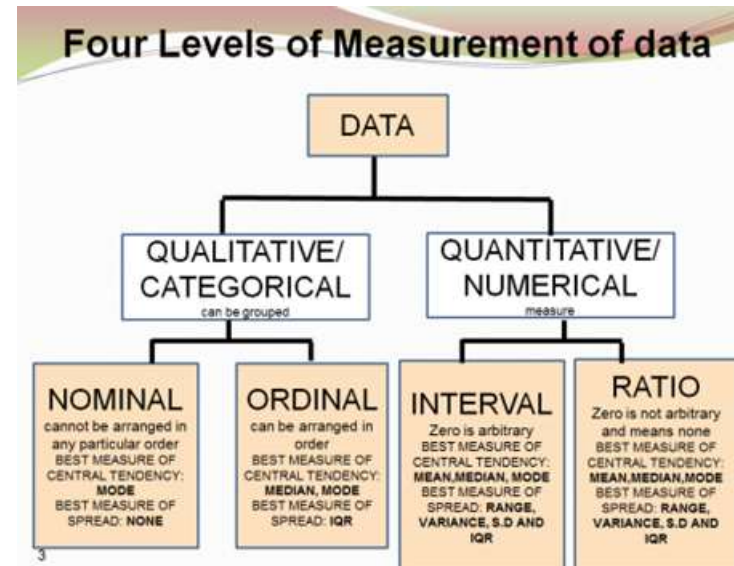 Four Levels of Measurement of data
DATA
QUALITATIVE/
CATEGORICAL
can be grouped
QUANTITATIVE/
NUMERICAL
measure
NOMINAL
cannot be arranged in
any particular order
BEST MEASURE OF
CENTRAL TENDENCY:
MODE
BEST MEASURE OF
SPREAD: NONE
ORDINAL
can be arranged in
order
BEST MEASURE OF
CENTRAL TENDENCY:
MEDIAN, MODE
BEST MEASURE OF
SPREAD: IQR
INTERVAL
Zero is arbitrary
BEST MEASURE OF
CENTRAL TENDENCY:
MEAN,MEDIAN, MODE
BEST MEASURE OF
SPREAD: RANGE,
VARIANCE, S.D AND
IQR
RATIO
Zero is not arbitrary
and means none
BEST MEASURE OF
CENTRAL TENDENCY:
MEAN,MEDIAN,MODE
BEST MEASURE OF
SPREAD: RANGE,
VARIANCE, S.D AND
IQR
3